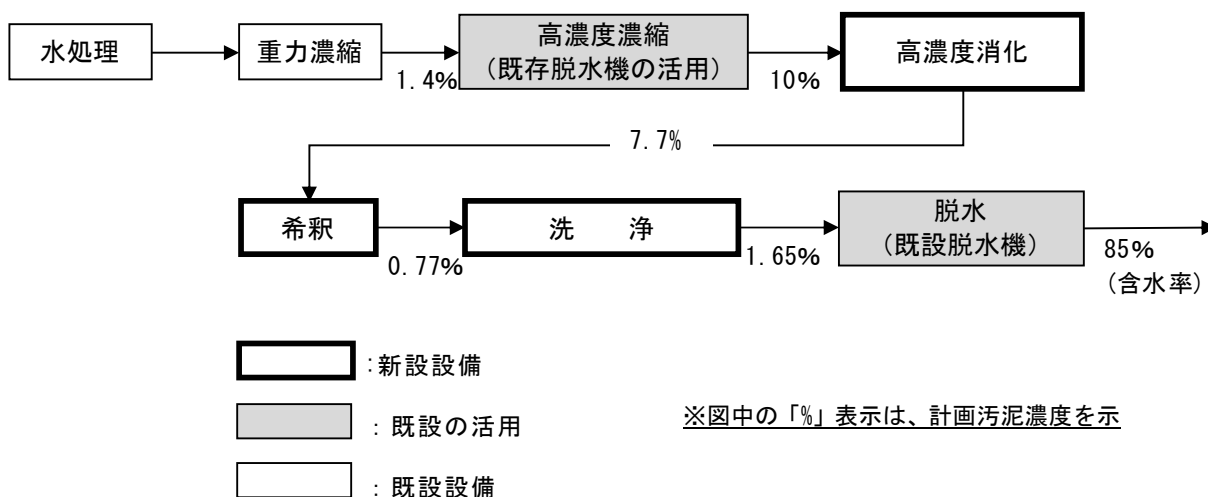 水処理
重力濃縮
1.4%
高濃度濃縮
（既存脱水機の活用）
10%
高濃度消化
7.7%
希釈
0.77%
洗　浄
1.65%
脱水
（既設脱水機）
85%
（含水率）
：新設設備
：既設の活用
：既設設備
※図中の「%」表示は、計画汚泥濃度を示